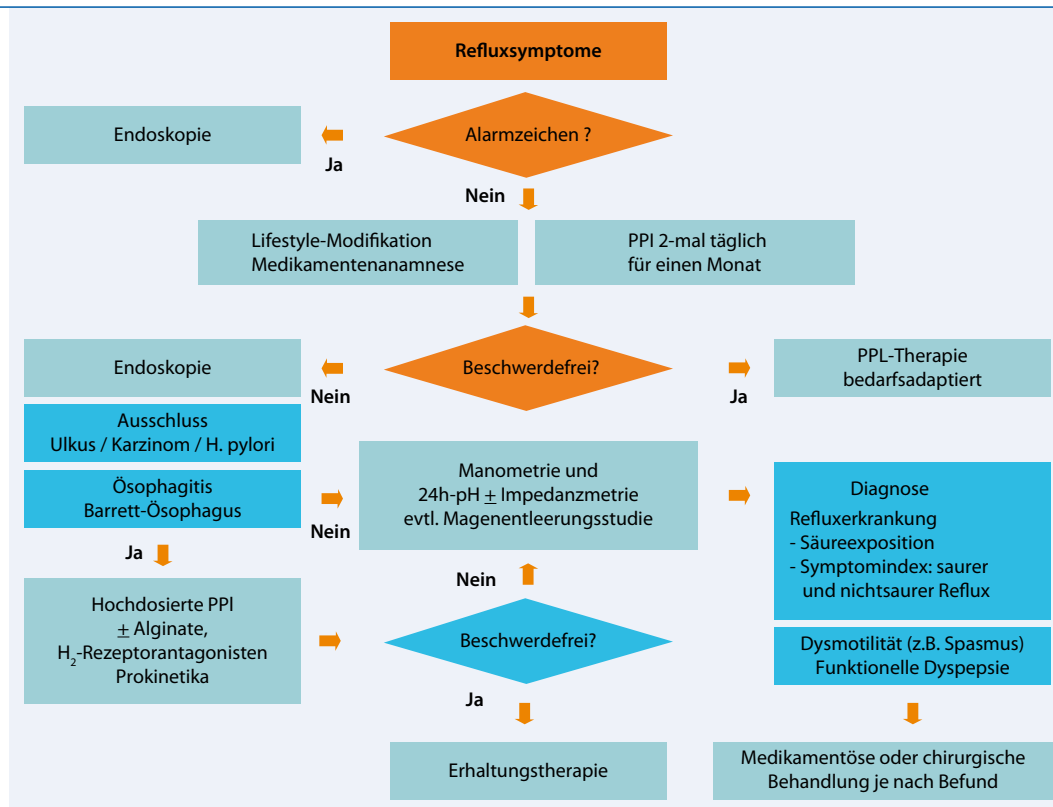 Refluxsymptome
Alarmzeichen ?
Ja
Endoskopie
Nein
Lifestyle-Modifikation
Medikamentenanamnese
PPI 2-mal täglich
für einen Monat
Beschwerdefrei?
Nein
Endoskopie
Ja
PPL-Therapie
bedarfsadaptiert
Ausschluss
Ulkus / Karzinom / H. pylori
Ösophagitis
Barrett-Ösophagus
Nein
Manometrie und
24h-pH ± Impedanzmetrie
evtl. Magenentleerungsstudie
Diagnose
Refluxerkrankung
- Säureexposition
- Symptomindex: saurer
und nichtsaurer Reflux
Ja
Nein
Hochdosierte PPI
± Alginate,
H₂-Rezeptorantagonisten
Prokinetika
Beschwerdefrei?
Dysmotilität (z.B. Spasmus)
Funktionelle Dyspepsie
Ja
Erhaltungstherapie
Medikamentöse oder chirurgische
Behandlung je nach Befund